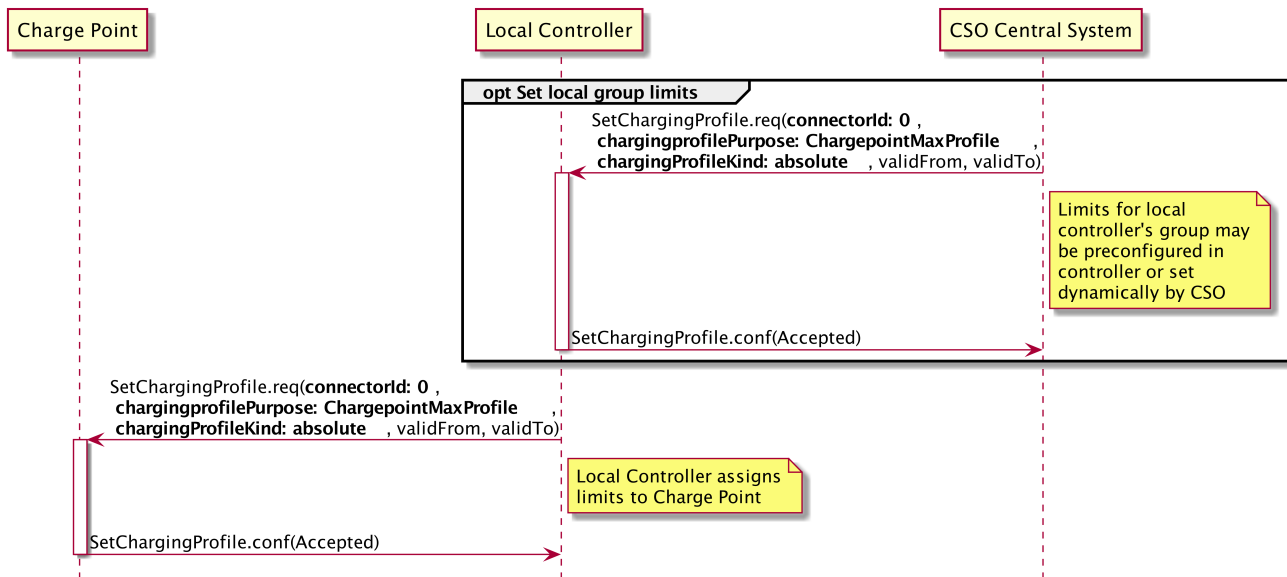 Charge Point
Local Controller
CSO Central System
opt Set local group limits
SetChargingProfile.req(connectorId: 0 ,
chargingprofilePurpose: ChargepointMaxProfile ,
chargingProfileKind: absolute , validFrom, validTo)
Limits for local
controller's group may
be preconfigured in
controller or set
dynamically by CSO
SetChargingProfile.conf(Accepted)
SetChargingProfile.req(connectorId: 0 ,
chargingprofilePurpose: ChargepointMaxProfile ,
chargingProfileKind: absolute , validFrom, validTo)
Local Controller assigns
limits to Charge Point
SetChargingProfile.conf(Accepted)